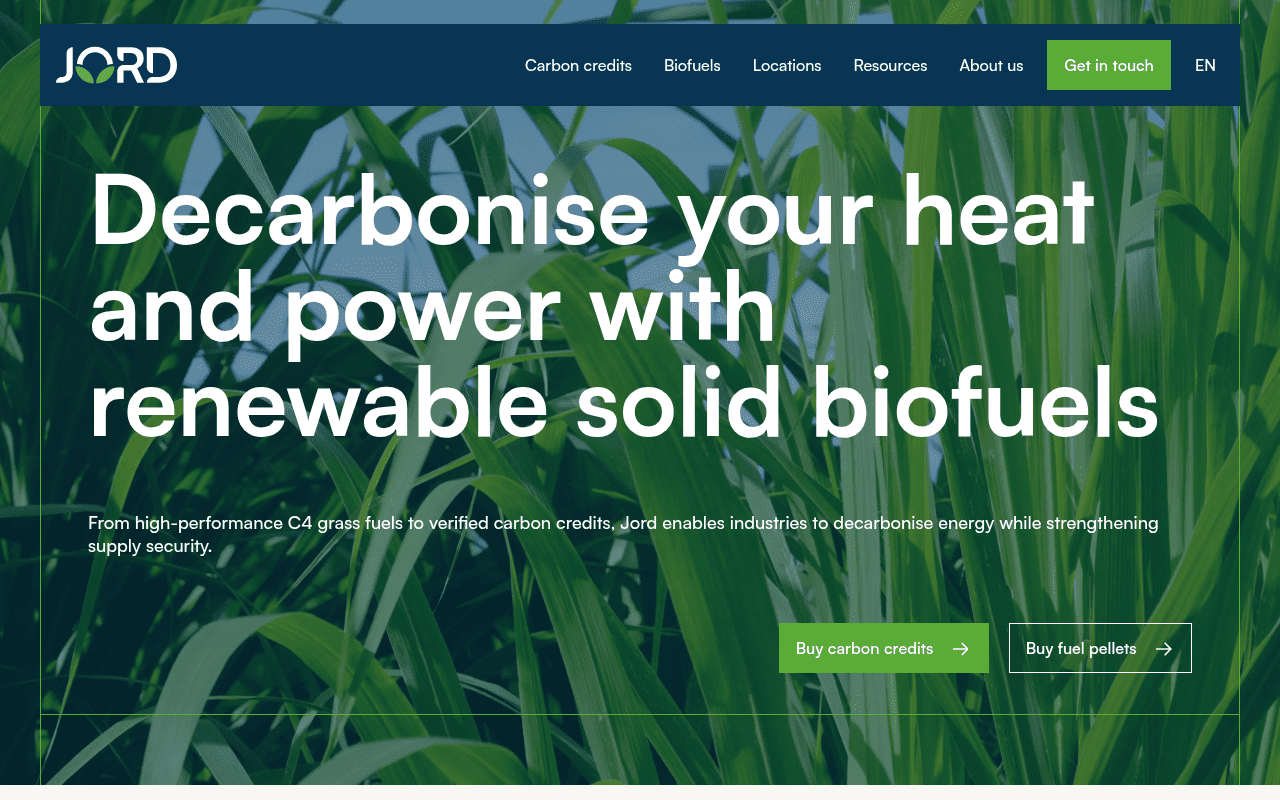 JORD
Carbon credits
Biofuels
Locations
Resources
About us
Get in touch
EN
Decarbonise your heat
and power with
renewable solid biofuels
From high-performance C4 grass fuels to verified carbon credits, Jord enables industries to decarbonise energy while strengthening
supply security.
Buy carbon credits
Buy fuel pellets